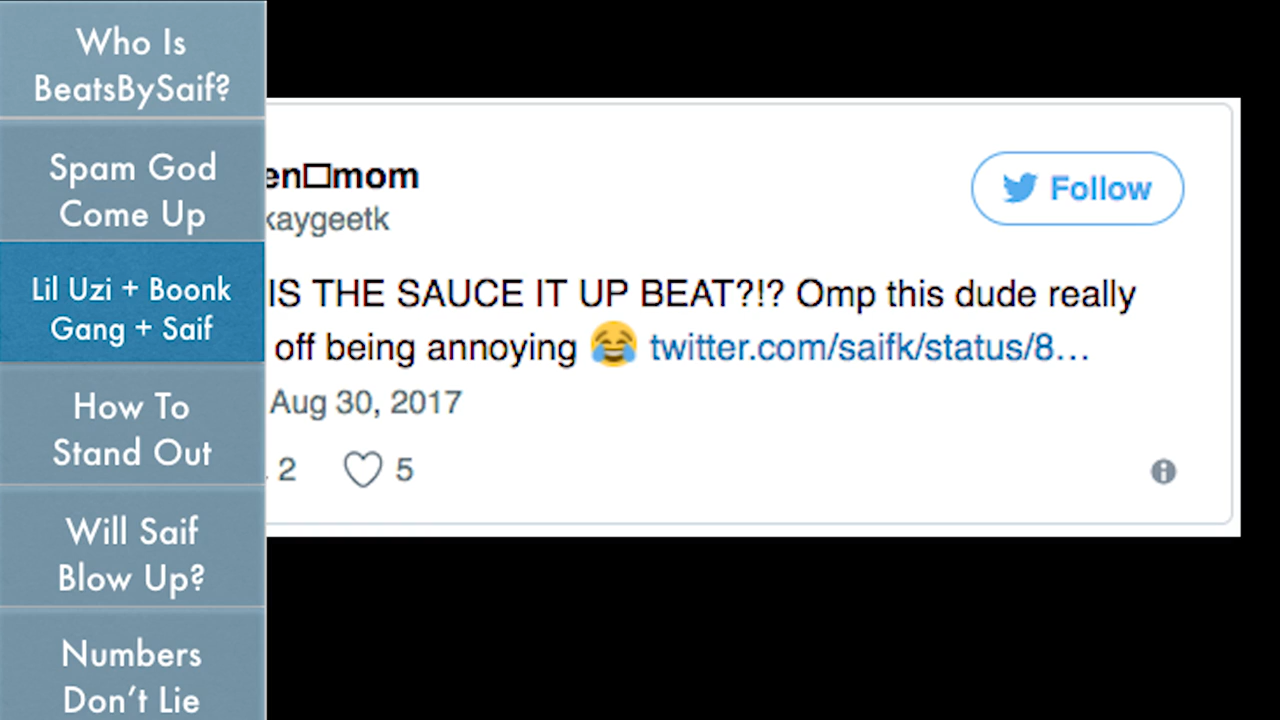 Who Is
BeatsBySaif?
Spam God
Come Up
Lil Uzi + Boonk
Gang + Saif
How To
Stand Out
Will Saif
Blow Up?
Numbers
Don't Lie
en□mom
kaygeetk
Follow
IS THE SAUCE IT UP BEAT?!? Omp this dude really
off being annoying 😂 twitter.com/saifk/status/8…
Aug 30, 2017
2 5